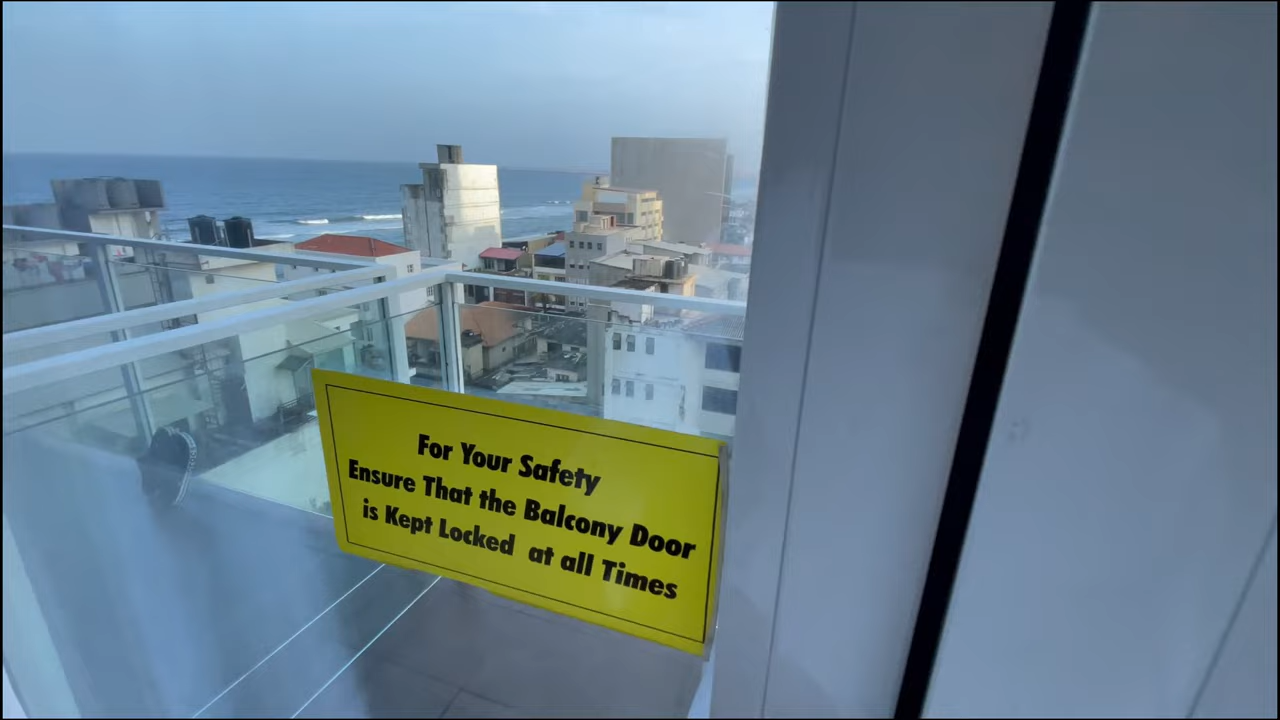 For Your Safety
Ensure That the Balcony Door
is Kept Locked at all Times